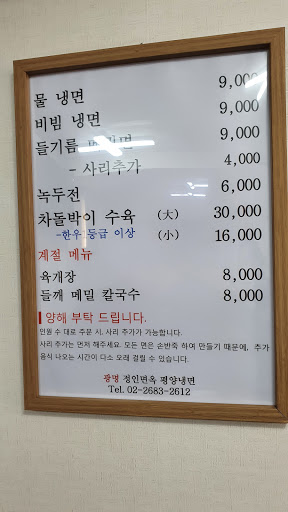 물 냉면 9,000
비빔 냉면 9,000
들기름 9,000
- 사리추가 4,000
녹두전 6,000
차돌박이 수육 (大) 30,000
-한우 등급 이상 (小) 16,000
계절 메뉴
육개장 8,000
들깨 메밀 칼국수 8,000
양해 부탁 드립니다.
인원 수 대로 주문 시, 사리 추가가 가능합니다.
사리 추가는 먼저 해주세요. 모든 면은 손반죽 하여 만들기 때문에, 추가
음식 나오는 시간이 다소 오래 걸릴 수 있습니다.
광명 정인면옥 평양냉면
Tel. 02-2683-2612